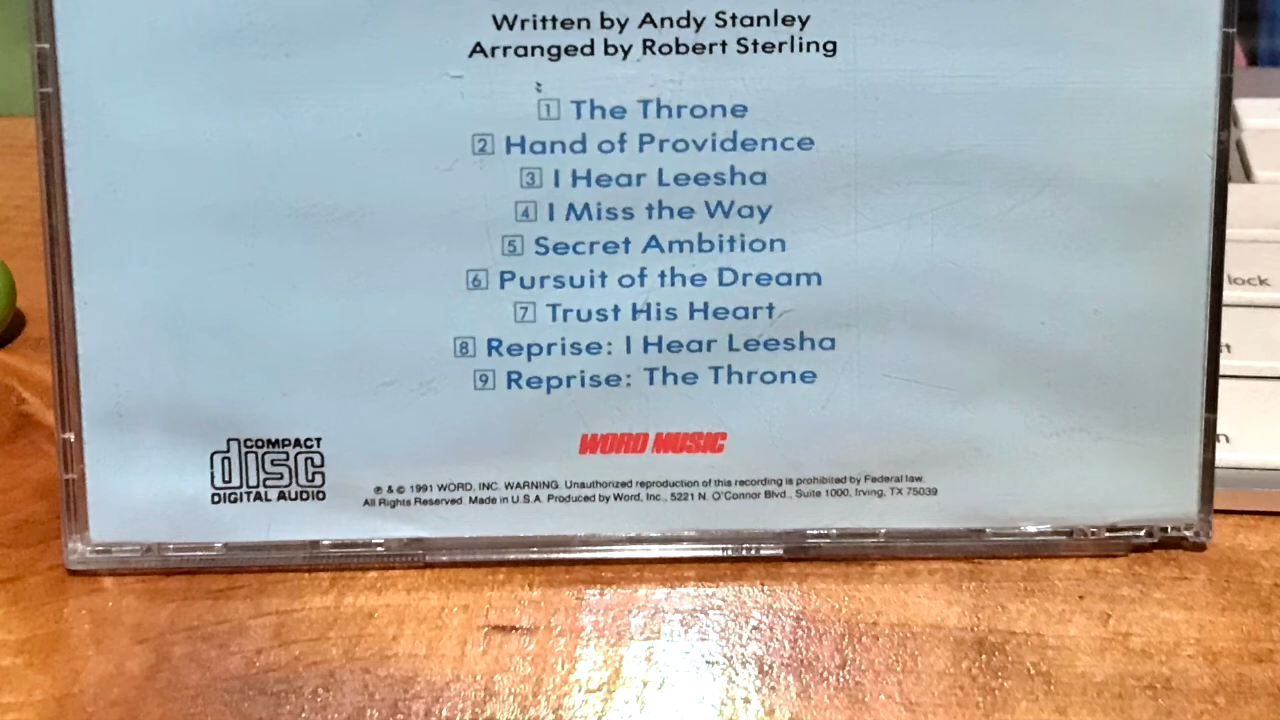 Written by Andy Stanley
Arranged by Robert Sterling
1 The Throne
2 Hand of Providence
3 I Hear Leesha
4 I Miss the Way
5 Secret Ambition
6 Pursuit of the Dream
7 Trust His Heart
8 Reprise: I Hear Leesha
9 Reprise: The Throne
COMPACT
disc
DIGITAL AUDIO
WORD MUSIC
℗ & © 1991 WORD, INC. WARNING. Unauthorized reproduction of this recording is prohibited by Federal law.
All Rights Reserved. Made in U.S.A. Produced by Word, Inc., 5221 N. O'Connor Blvd., Suite 1000, Irving, TX 75039
lock